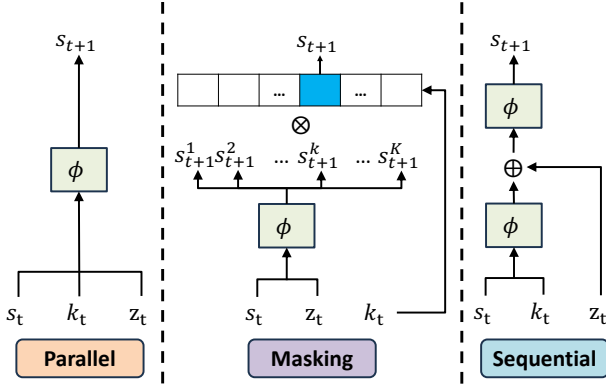 s_{t+1}
ϕ
s_t k_t z_t
Parallel
s_{t+1}
... ...
⊗
s^1_{t+1} s^2_{t+1} ... s^k_{t+1} ... s^K_{t+1}
ϕ
s_t z_t k_t
Masking
s_{t+1}
ϕ
⊕
ϕ
s_t k_t z_t
Sequential